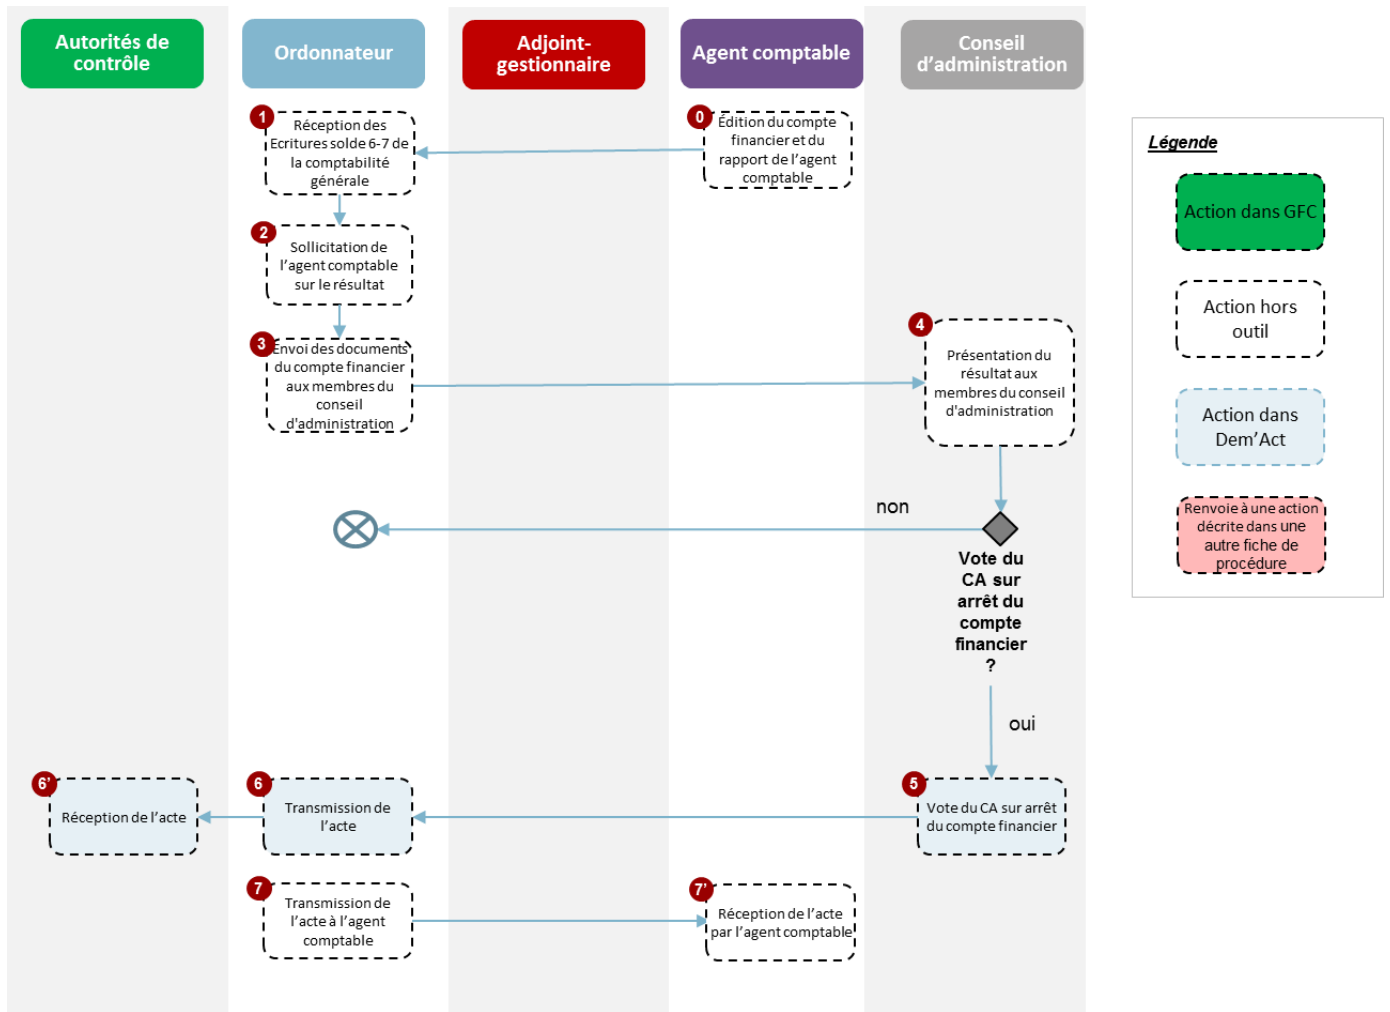 Autorités de
contrôle
Ordonnateur
Adjoint-
gestionnaire
Agent comptable
Conseil
d'administration
1
Réception des
Ecritures solde 6-7 de
la comptabilité
générale
0
Édition du compte
financier et du
rapport de l'agent
comptable
2
Sollicitation de
l'agent comptable
sur le résultat
3
Envoi des documents
du compte financier
aux membres du
conseil
d'administration
4
Présentation du
résultat aux
membres du conseil
d'administration
non
Vote du
CA sur
arrêt du
compte
financier
?
oui
6'
Réception de l'acte
6
Transmission de
l'acte
5
Vote du CA sur arrêt
du compte financier
7
Transmission de
l'acte à l'agent
comptable
7'
Réception de l'acte
par l'agent comptable
Légende
Action dans GFC
Action hors
outil
Action dans
Dem'Act
Renvoie à une action
décrite dans une
autre fiche de
procédure